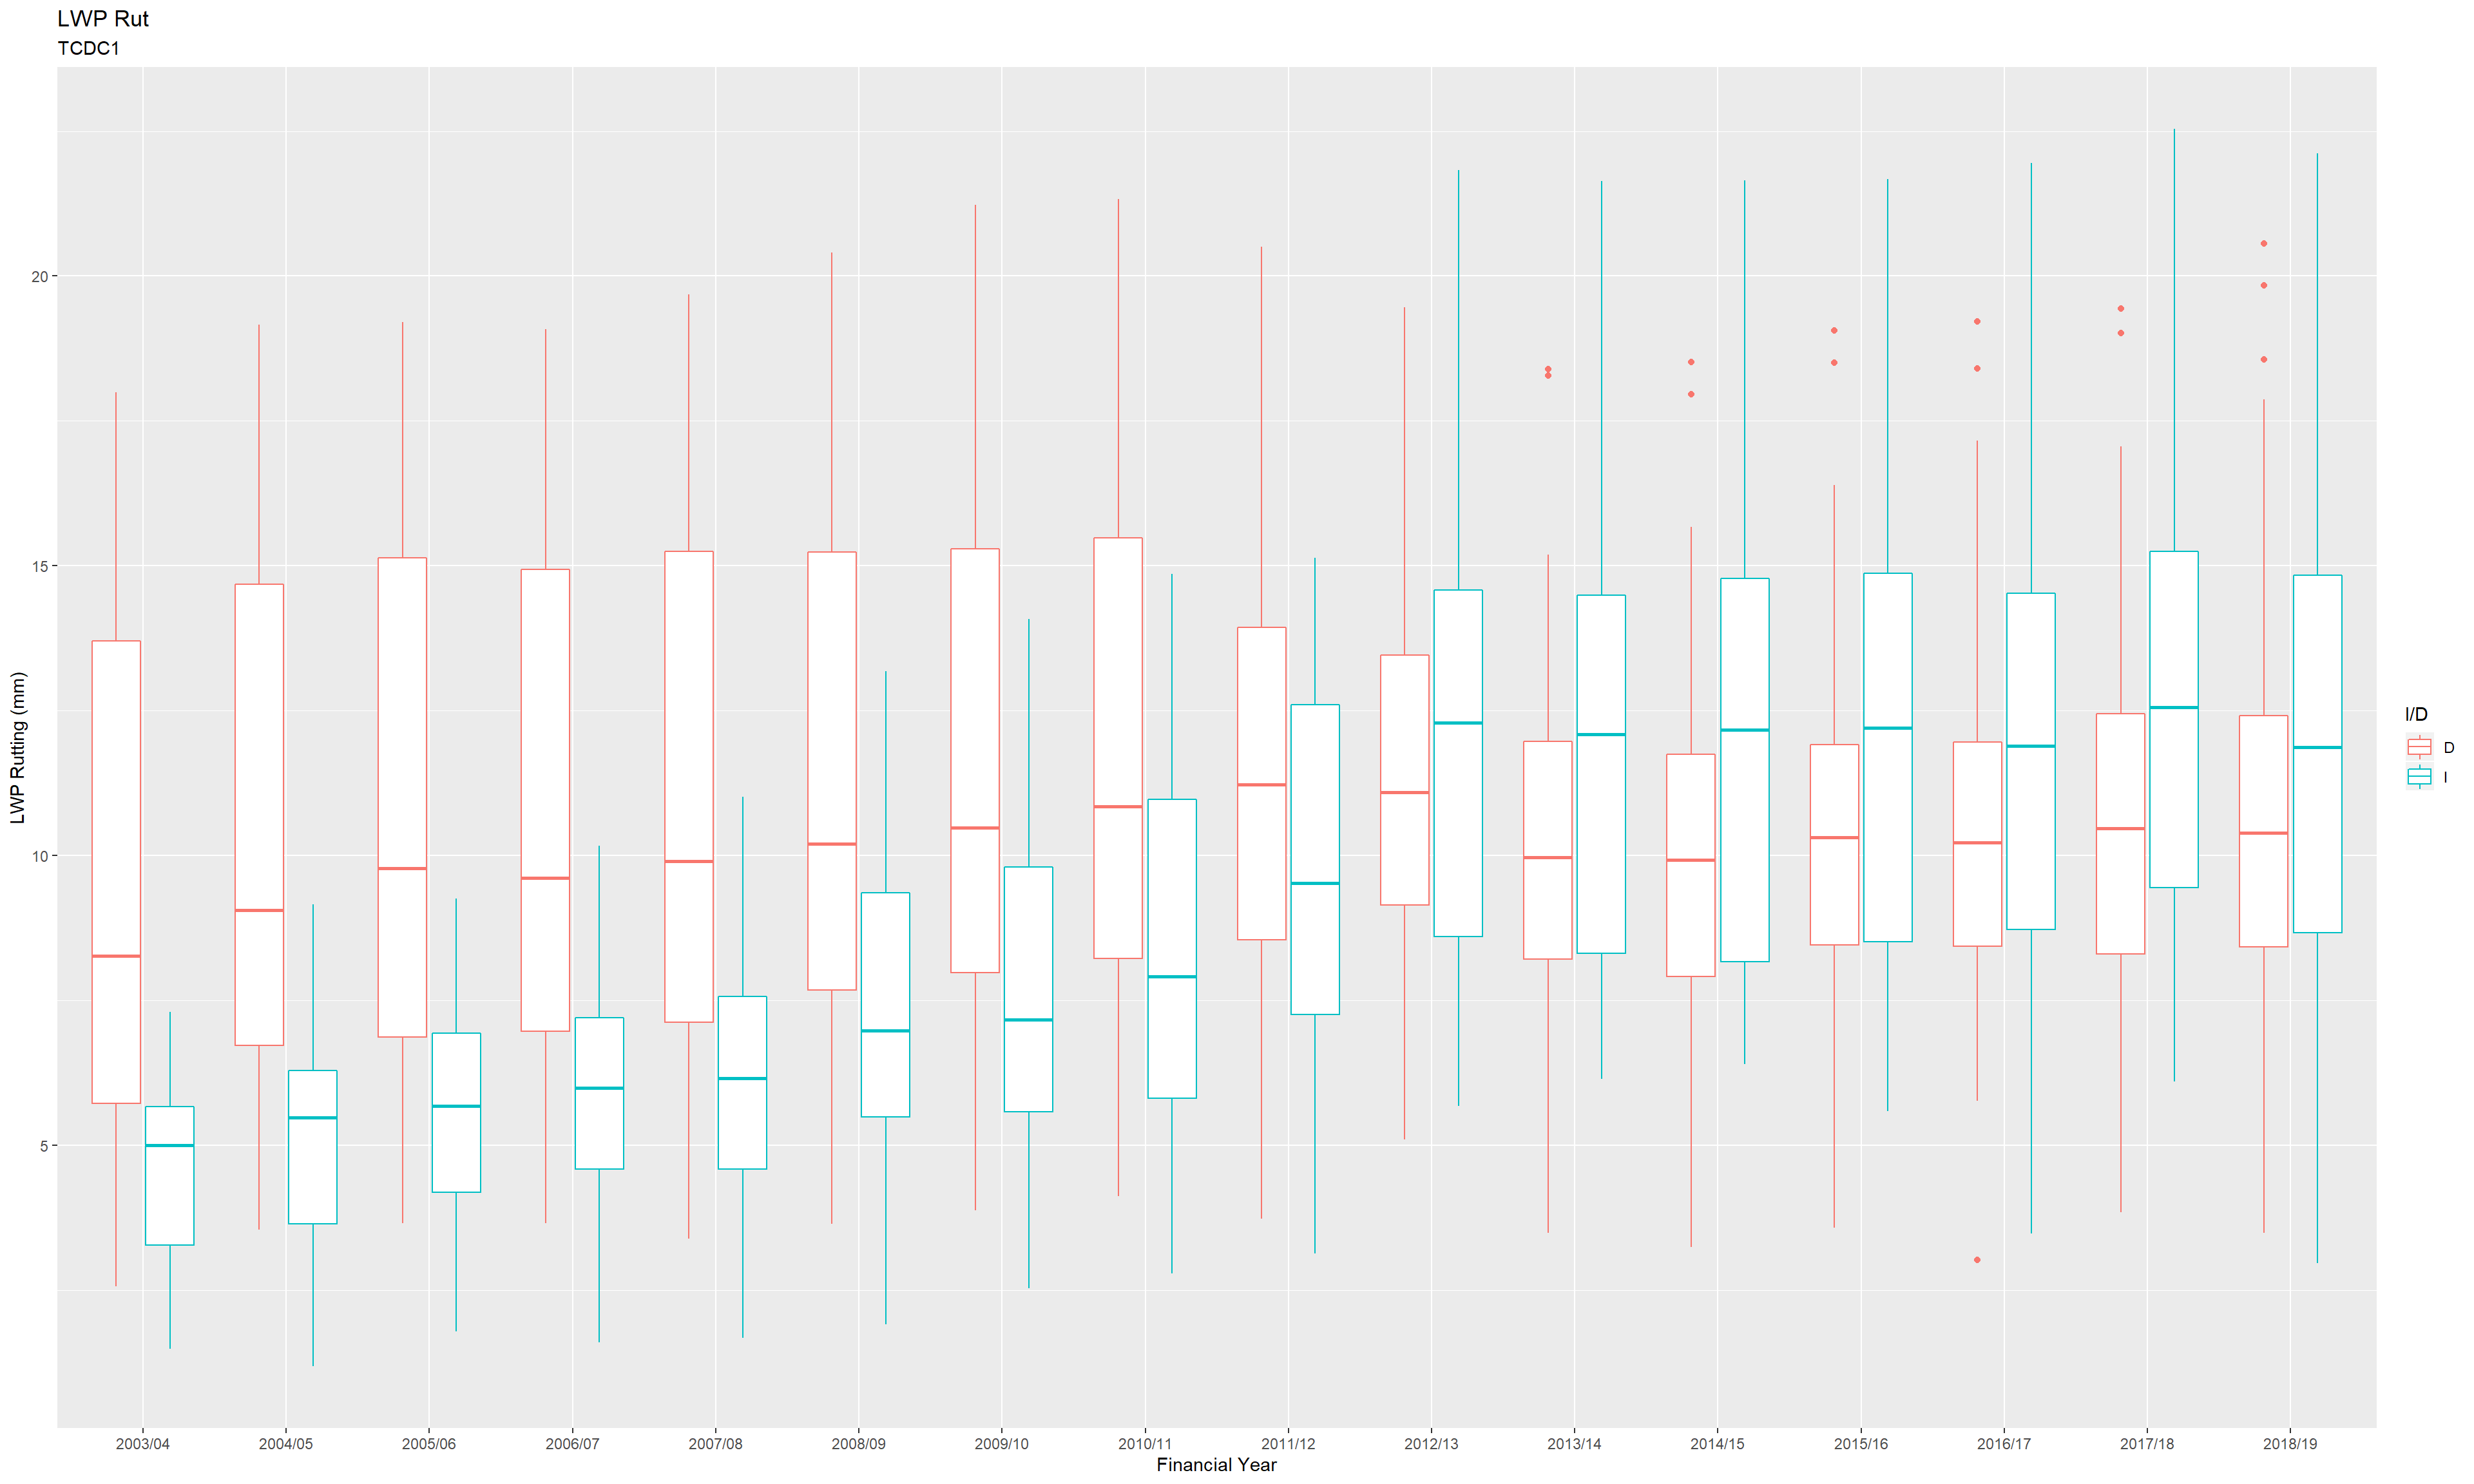 LWP Rut
TCDC1
LWP Rutting (mm)
20
15
10
5
2003/04 2004/05 2005/06 2006/07 2007/08 2008/09 2009/10 2010/11 2011/12 2012/13 2013/14 2014/15 2015/16 2016/17 2017/18 2018/19
Financial Year
I/D
D
I